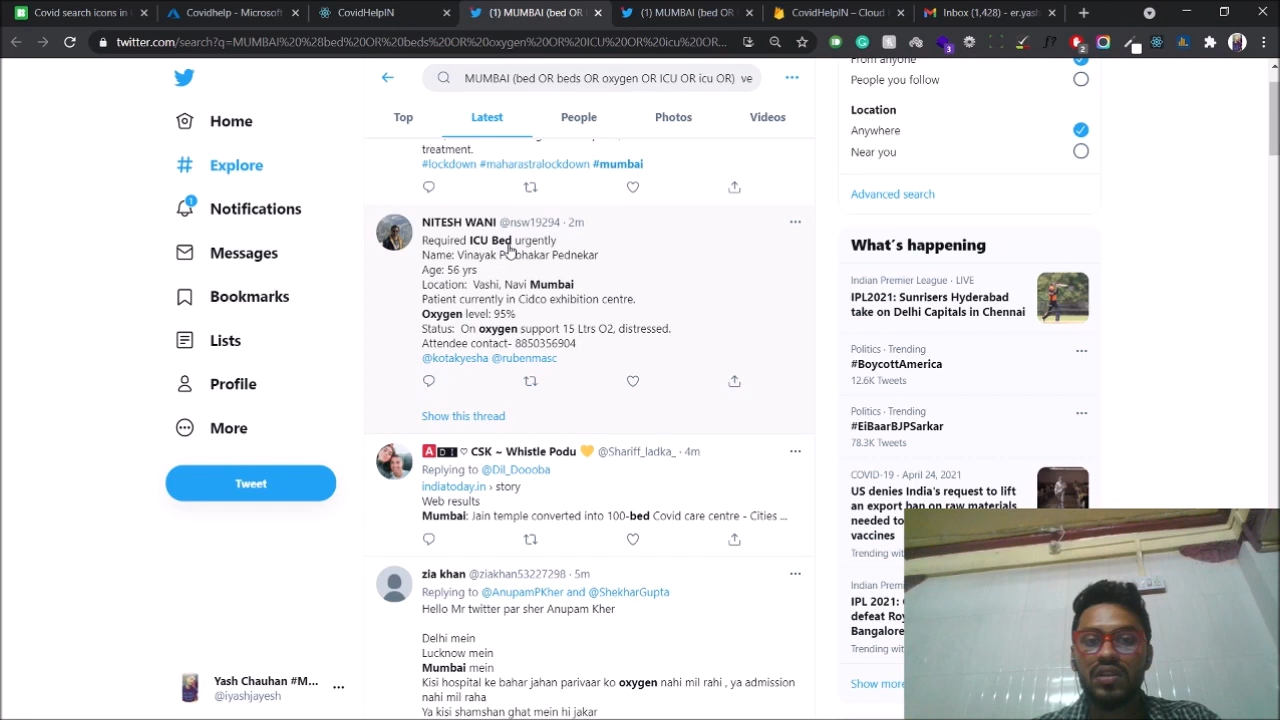 Covid search icons in
Covidhelp - Microsoft
CovidHelpIN
(1) MUMBAI (bed OR
(1) MUMBAI (bed OR
CovidHelpIN – Cloud
Inbox (1,428) - er.yash
twitter.com/search?q=MUMBAI%20%28bed%20OR%20beds%20OR%20oxygen%20OR%20ICU%20OR%20icu%20OR...
MUMBAI (bed OR beds OR oxygen OR ICU OR icu OR) ve
Top
Latest
People
Photos
Videos
Home
Explore
1
Notifications
Messages
Bookmarks
Lists
Profile
More
Tweet
Yash Chauhan #M...
@iyashjayesh
treatment.
#lockdown #maharastralockdown #mumbai
NITESH WANI @nsw19294 · 2m
Required ICU Bed urgently
Name: Vinayak Prabhakar Pednekar
Age: 56 yrs
Location: Vashi, Navi Mumbai
Patient currently in Cidco exhibition centre.
Oxygen level: 95%
Status: On oxygen support 15 Ltrs O2, distressed.
Attendee contact- 8850356904
@kotakyesha @rubenmasc
Show this thread
CSK ~ Whistle Podu 💛 @Shariff_ladka_ · 4m
Replying to @Dil_Doooba
indiatoday.in › story
Web results
Mumbai: Jain temple converted into 100-bed Covid care centre - Cities ...
zia khan @ziakhan53227298 · 5m
Replying to @AnupamPKher and @ShekharGupta
Hello Mr twitter par sher Anupam Kher
Delhi mein
Lucknow mein
Mumbai mein
Kisi hospital ke bahar jahan parivaar ko oxygen nahi mil rahi , ya admission
nahi mil raha
Ya kisi shamshan ghat mein hi jakar
From anyone
People you follow
Location
Anywhere
Near you
Advanced search
What's happening
Indian Premier League · LIVE
IPL2021: Sunrisers Hyderabad
take on Delhi Capitals in Chennai
Politics · Trending
#BoycottAmerica
12.6K Tweets
Politics · Trending
#EiBaarBJPSarkar
78.3K Tweets
COVID-19 · April 24, 2021
US denies India's request to lift
an export ban on raw materials
needed to
vaccines
Trending with
Indian Prem
IPL 2021:
defeat Roy
Bangalore
Trending wit
Show more